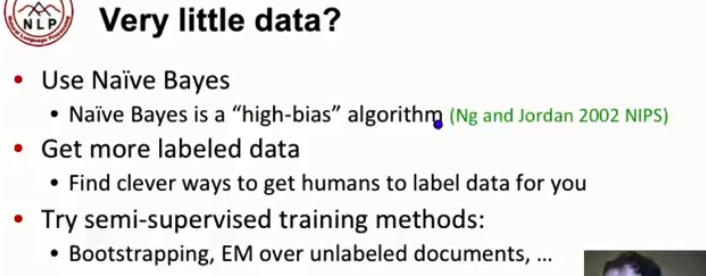 NLP
Very little data?
• Use Naïve Bayes
• Naïve Bayes is a “high-bias” algorithm (Ng and Jordan 2002 NIPS)
• Get more labeled data
• Find clever ways to get humans to label data for you
• Try semi-supervised training methods:
• Bootstrapping, EM over unlabeled documents, …